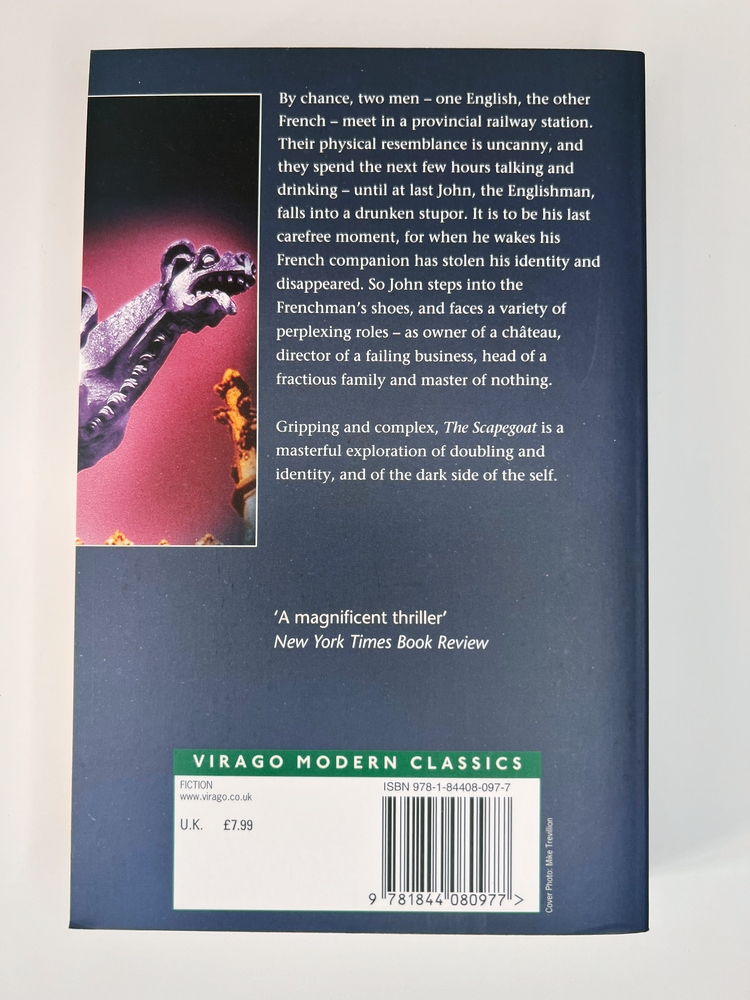 By chance, two men – one English, the other
French – meet in a provincial railway station.
Their physical resemblance is uncanny, and
they spend the next few hours talking and
drinking – until at last John, the Englishman,
falls into a drunken stupor. It is to be his last
carefree moment, for when he wakes his
French companion has stolen his identity and
disappeared. So John steps into the
Frenchman's shoes, and faces a variety of
perplexing roles – as owner of a château,
director of a failing business, head of a
fractious family and master of nothing.
Gripping and complex, The Scapegoat is a
masterful exploration of doubling and
identity, and of the dark side of the self.
'A magnificent thriller'
New York Times Book Review
VIRAGO MODERN CLASSICS
FICTION
www.virago.co.uk
U.K. £7.99
ISBN 978-1-84408-097-7
9 781844 080977 >
Cover Photo: Mike Trevillion